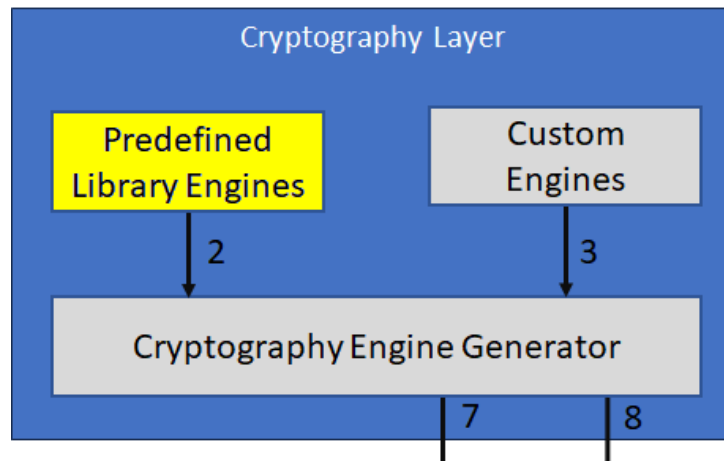 Cryptography Layer
Predefined
Library Engines
Custom
Engines
2
3
Cryptography Engine Generator
7
8